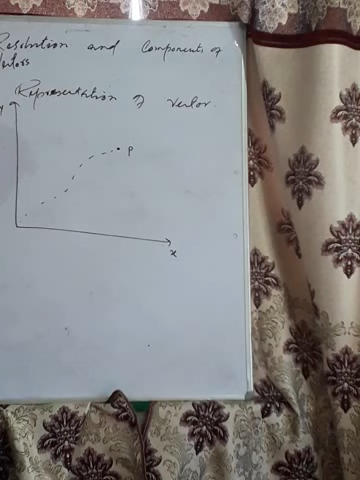 Resolution and Components of
Vectors
Representation of vector.
y
P
x